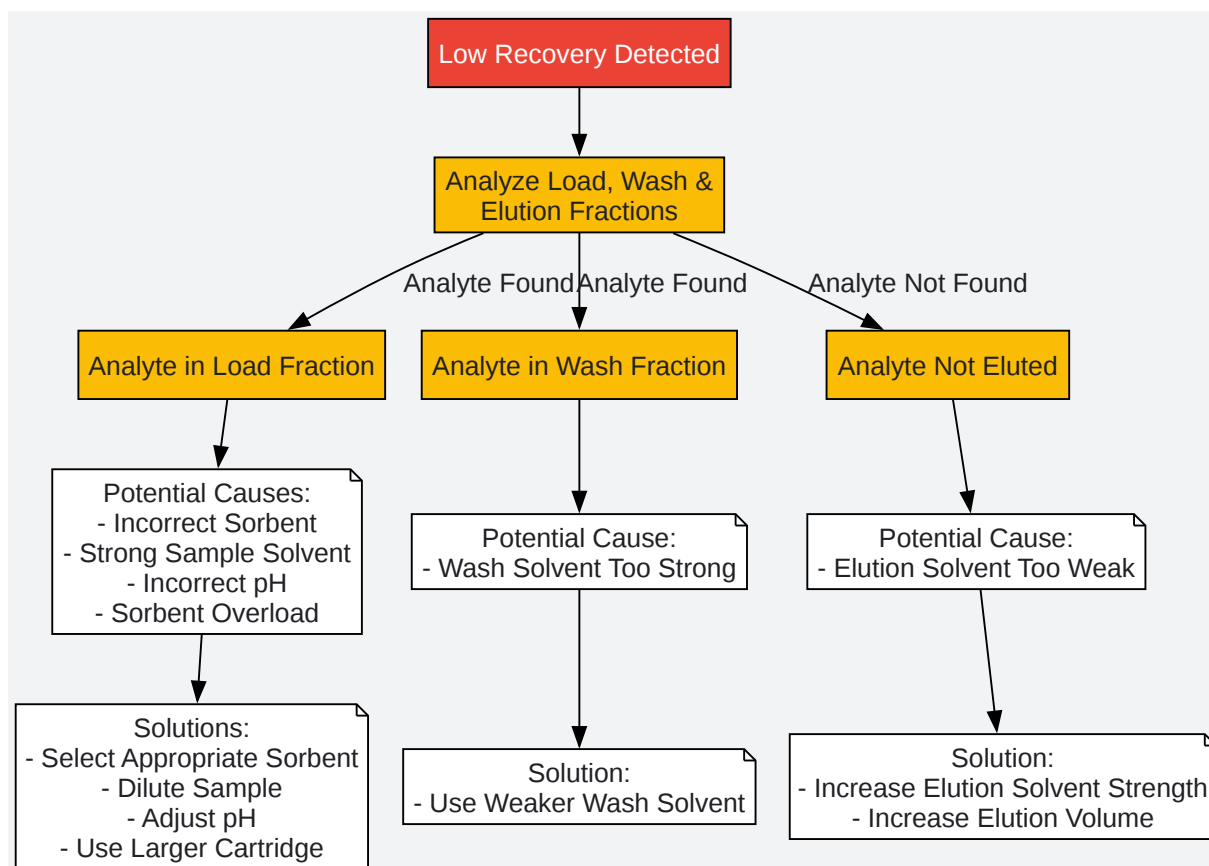 Low Recovery Detected
Analyze Load, Wash &
Elution Fractions
Analyte Found
Analyte Found
Analyte Not Found
Analyte in Load Fraction
Analyte in Wash Fraction
Analyte Not Eluted
Potential Causes:
- Incorrect Sorbent
- Strong Sample Solvent
- Incorrect pH
- Sorbent Overload
Potential Cause:
- Wash Solvent Too Strong
Potential Cause:
- Elution Solvent Too Weak
Solutions:
- Select Appropriate Sorbent
- Dilute Sample
- Adjust pH
- Use Larger Cartridge
Solution:
- Use Weaker Wash Solvent
Solution:
- Increase Elution Solvent Strength
- Increase Elution Volume